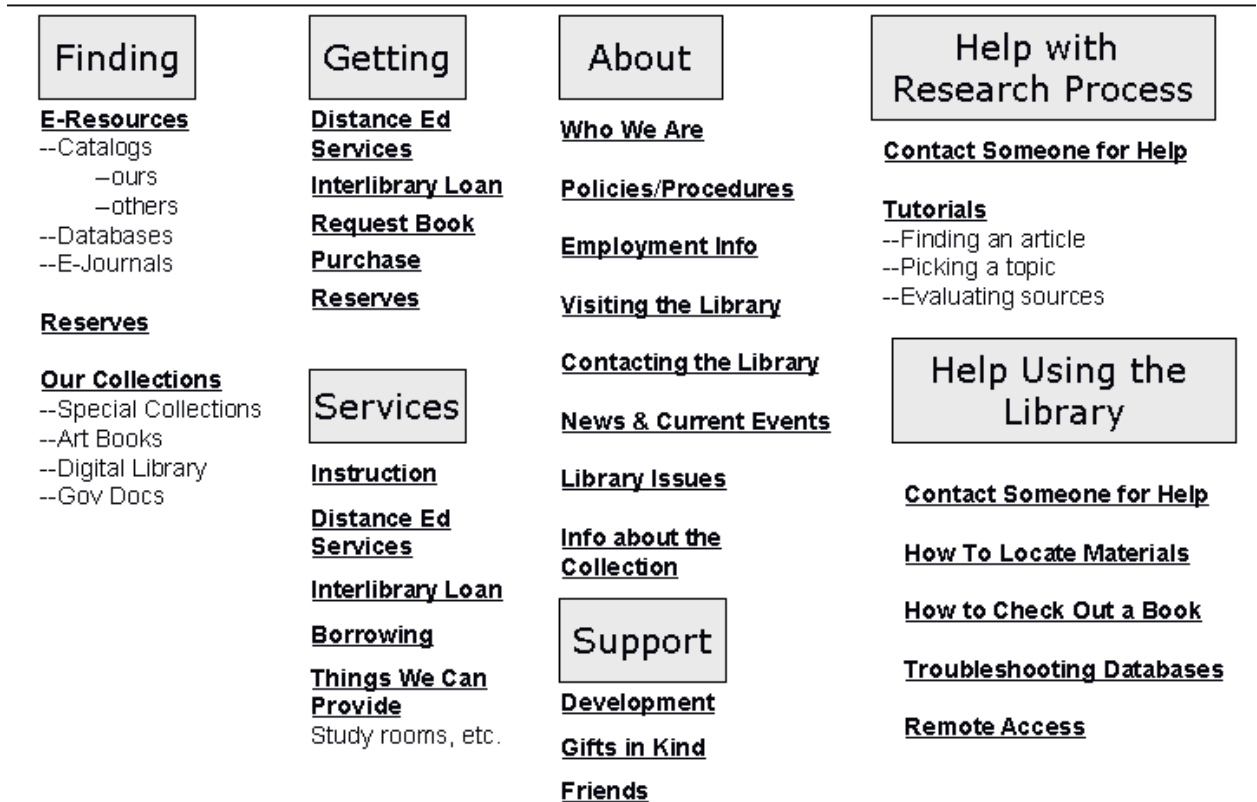 Finding
E-Resources
--Catalogs
–ours
–others
--Databases
--E-Journals
Reserves
Our Collections
--Special Collections
--Art Books
--Digital Library
--Gov Docs
Getting
Distance Ed
Services
Interlibrary Loan
Request Book
Purchase
Reserves
Services
Instruction
Distance Ed
Services
Interlibrary Loan
Borrowing
Things We Can
Provide
Study rooms, etc.
About
Who We Are
Policies/Procedures
Employment Info
Visiting the Library
Contacting the Library
News & Current Events
Library Issues
Info about the
Collection
Support
Development
Gifts in Kind
Friends
Help with
Research Process
Contact Someone for Help
Tutorials
--Finding an article
--Picking a topic
--Evaluating sources
Help Using the
Library
Contact Someone for Help
How To Locate Materials
How to Check Out a Book
Troubleshooting Databases
Remote Access